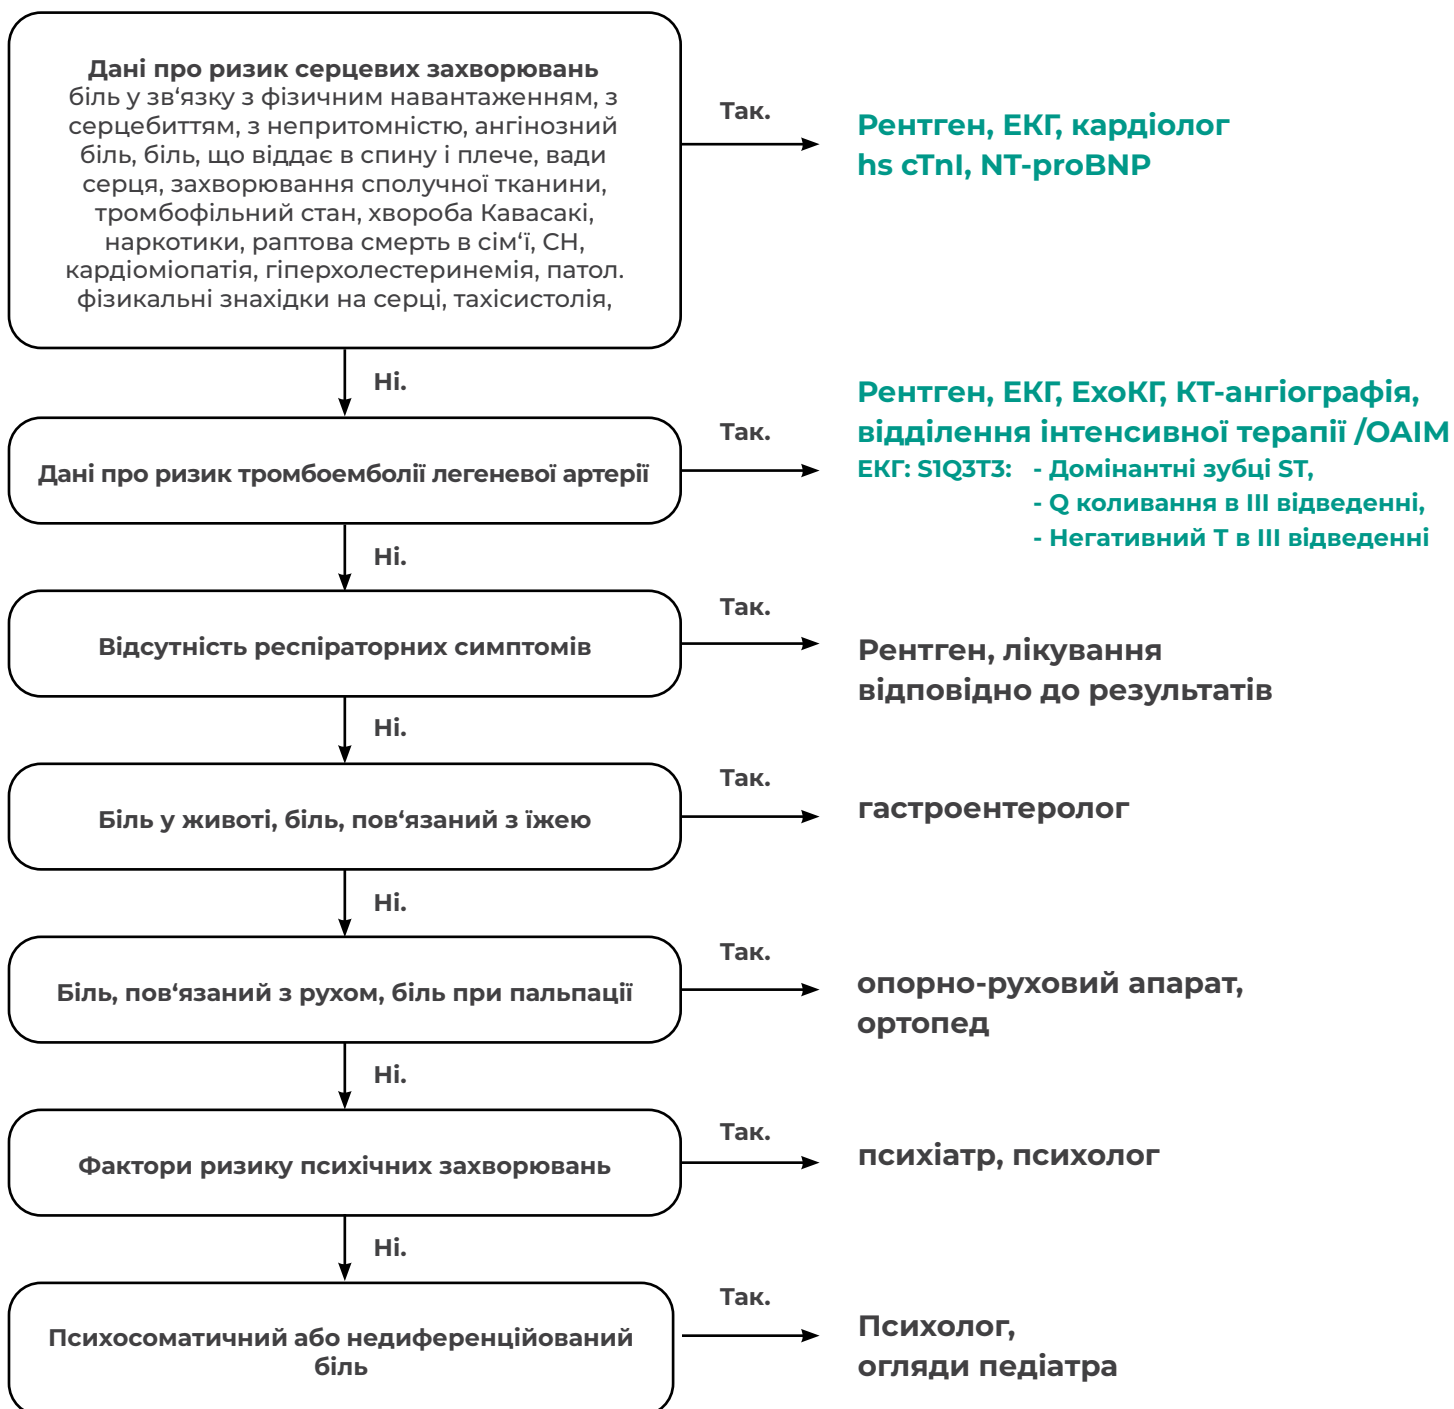 Дані про ризик серцевих захворювань
біль у зв‘язку з фізичним навантаженням, з
серцебиттям, з непритомністю, ангінозний
біль, біль, що віддає в спину і плече, вади
серця, захворювання сполучної тканини,
тромбофільний стан, хвороба Кавасакі,
наркотики, раптова смерть в сім‘ї, СН,
кардіоміопатія, гіперхолестеринемія, патол.
фізикальні знахідки на серці, тахісистолія,
Так.
Рентген, ЕКГ, кардіолог
hs cTnI, NT-proBNP
Ні.
Дані про ризик тромбоемболії легеневої артерії
Так.
Рентген, ЕКГ, ЕхоКГ, КТ-ангіографія,
відділення інтенсивної терапії /ОАІМ
ЕКГ: S1Q3T3: - Домінантні зубці ST,
- Q коливання в III відведенні,
- Негативний Т в III відведенні
Ні.
Відсутність респіраторних симптомів
Так.
Рентген, лікування
відповідно до результатів
Ні.
Біль у животі, біль, пов‘язаний з їжею
Так.
гастроентеролог
Ні.
Біль, пов‘язаний з рухом, біль при пальпації
Так.
опорно-руховий апарат,
ортопед
Ні.
Фактори ризику психічних захворювань
Так.
психіатр, психолог
Ні.
Психосоматичний або недиференційований
біль
Так.
Психолог,
огляди педіатра